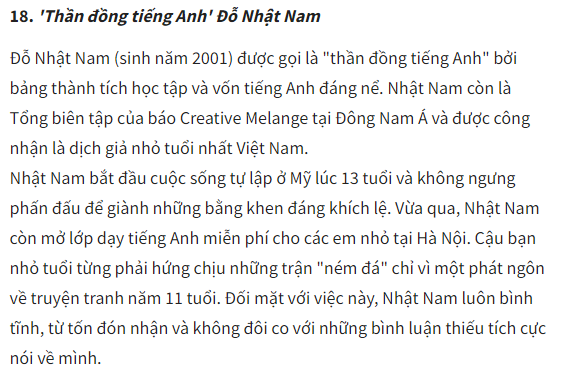 18. 'Thần đồng tiếng Anh' Đỗ Nhật Nam
Đỗ Nhật Nam (sinh năm 2001) được gọi là "thần đồng tiếng Anh" bởi
bảng thành tích học tập và vốn tiếng Anh đáng nể. Nhật Nam còn là
Tổng biên tập của báo Creative Melange tại Đông Nam Á và được công
nhận là dịch giả nhỏ tuổi nhất Việt Nam.
Nhật Nam bắt đầu cuộc sống tự lập ở Mỹ lúc 13 tuổi và không ngưng
phấn đấu để giành những bằng khen đáng khích lệ. Vừa qua, Nhật Nam
còn mở lớp dạy tiếng Anh miễn phí cho các em nhỏ tại Hà Nội. Cậu bạn
nhỏ tuổi từng phải hứng chịu những trận "ném đá" chỉ vì một phát ngôn
về truyện tranh năm 11 tuổi. Đối mặt với việc này, Nhật Nam luôn bình
tĩnh, từ tốn đón nhận và không đôi co với những bình luận thiếu tích cực
nói về mình.